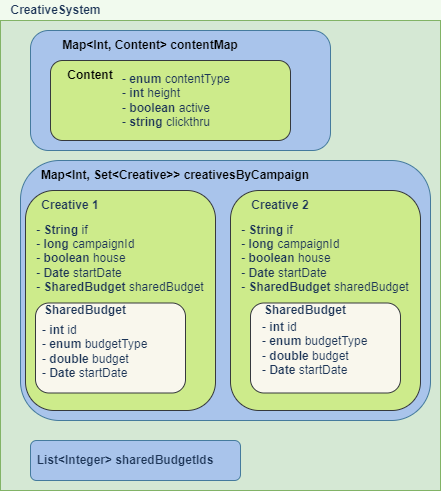 CreativeSystem
Map<Int, Content> contentMap
Content
- enum contentType
- int height
- boolean active
- string clickthru
Map<Int, Set<Creative>> creativesByCampaign
Creative 1
- String if
- long campaignId
- boolean house
- Date startDate
- SharedBudget sharedBudget
SharedBudget
- int id
- enum budgetType
- double budget
- Date startDate
Creative 2
- String if
- long campaignId
- boolean house
- Date startDate
- SharedBudget sharedBudget
SharedBudget
- int id
- enum budgetType
- double budget
- Date startDate
List<Integer> sharedBudgetIds